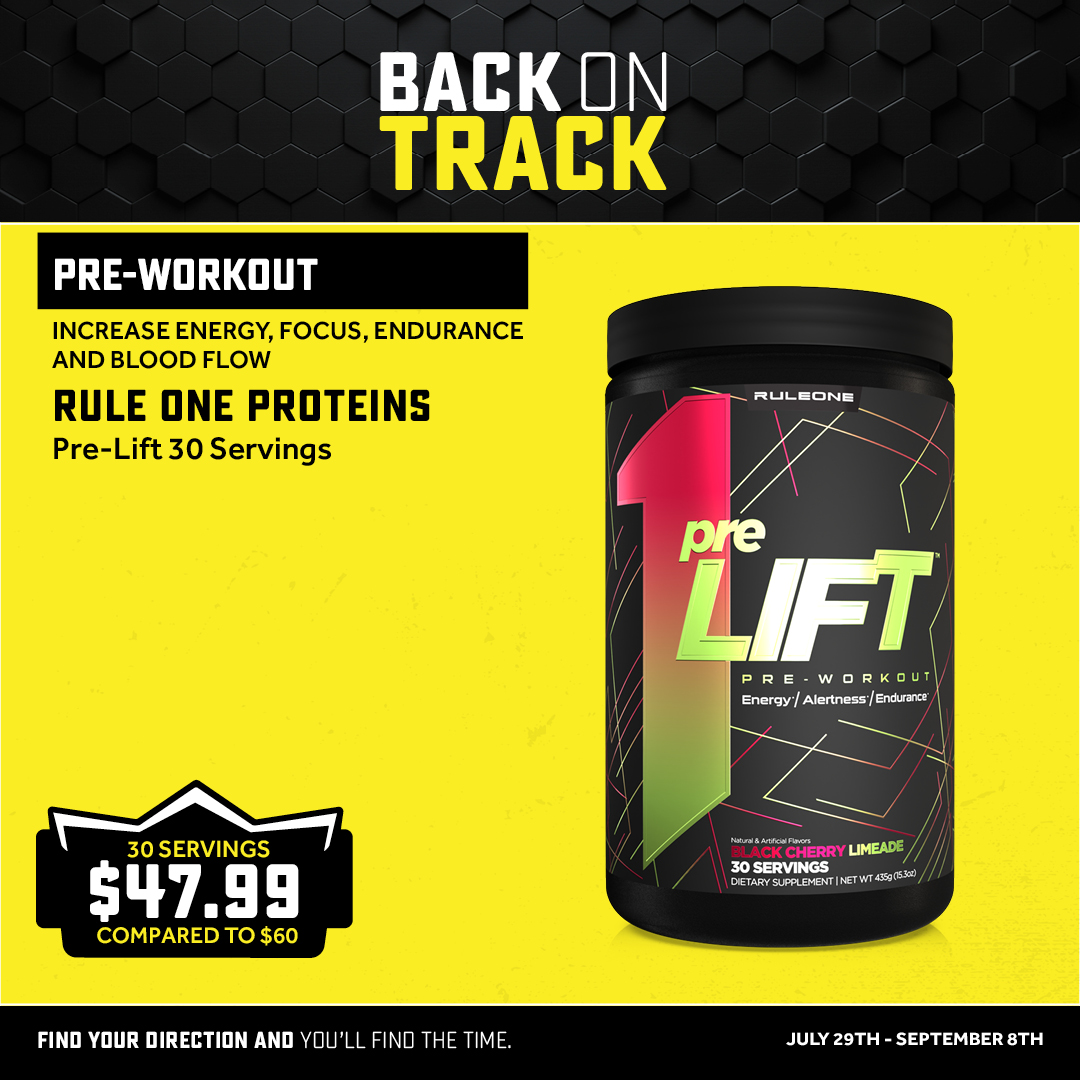 BACK ON
TRACK
PRE-WORKOUT
INCREASE ENERGY, FOCUS, ENDURANCE
AND BLOOD FLOW
RULE ONE PROTEINS
Pre-Lift 30 Servings
RULEONE
1
pre
LIFT™
PRE-WORKOUT
Energy*/ Alertness*/ Endurance*
Natural & Artificial Flavors
BLACK CHERRY LIMEADE
30 SERVINGS
DIETARY SUPPLEMENT | NET WT 435g (15.3oz)
30 SERVINGS
$47.99
COMPARED TO $60
FIND YOUR DIRECTION AND YOU'LL FIND THE TIME.
JULY 29TH - SEPTEMBER 8TH